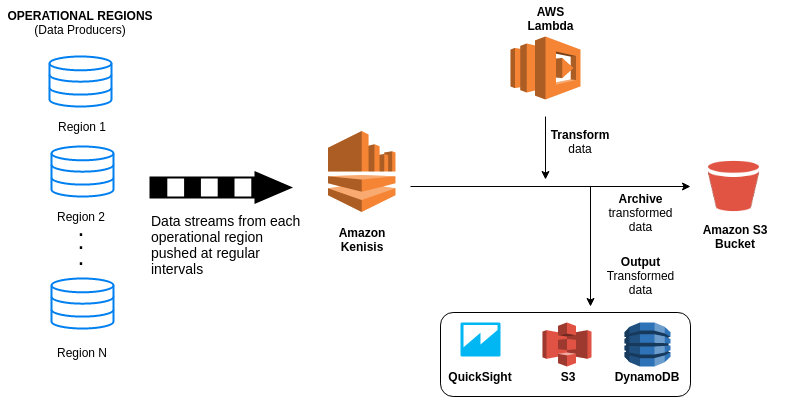 OPERATIONAL REGIONS
(Data Producers)
Region 1
Region 2
.
.
.
Region N
Data streams from each
operational region
pushed at regular
intervals
Amazon
Kenisis
AWS
Lambda
Transform
data
Archive
transformed
data
Amazon S3
Bucket
Output
Transformed
data
QuickSight
S3
DynamoDB